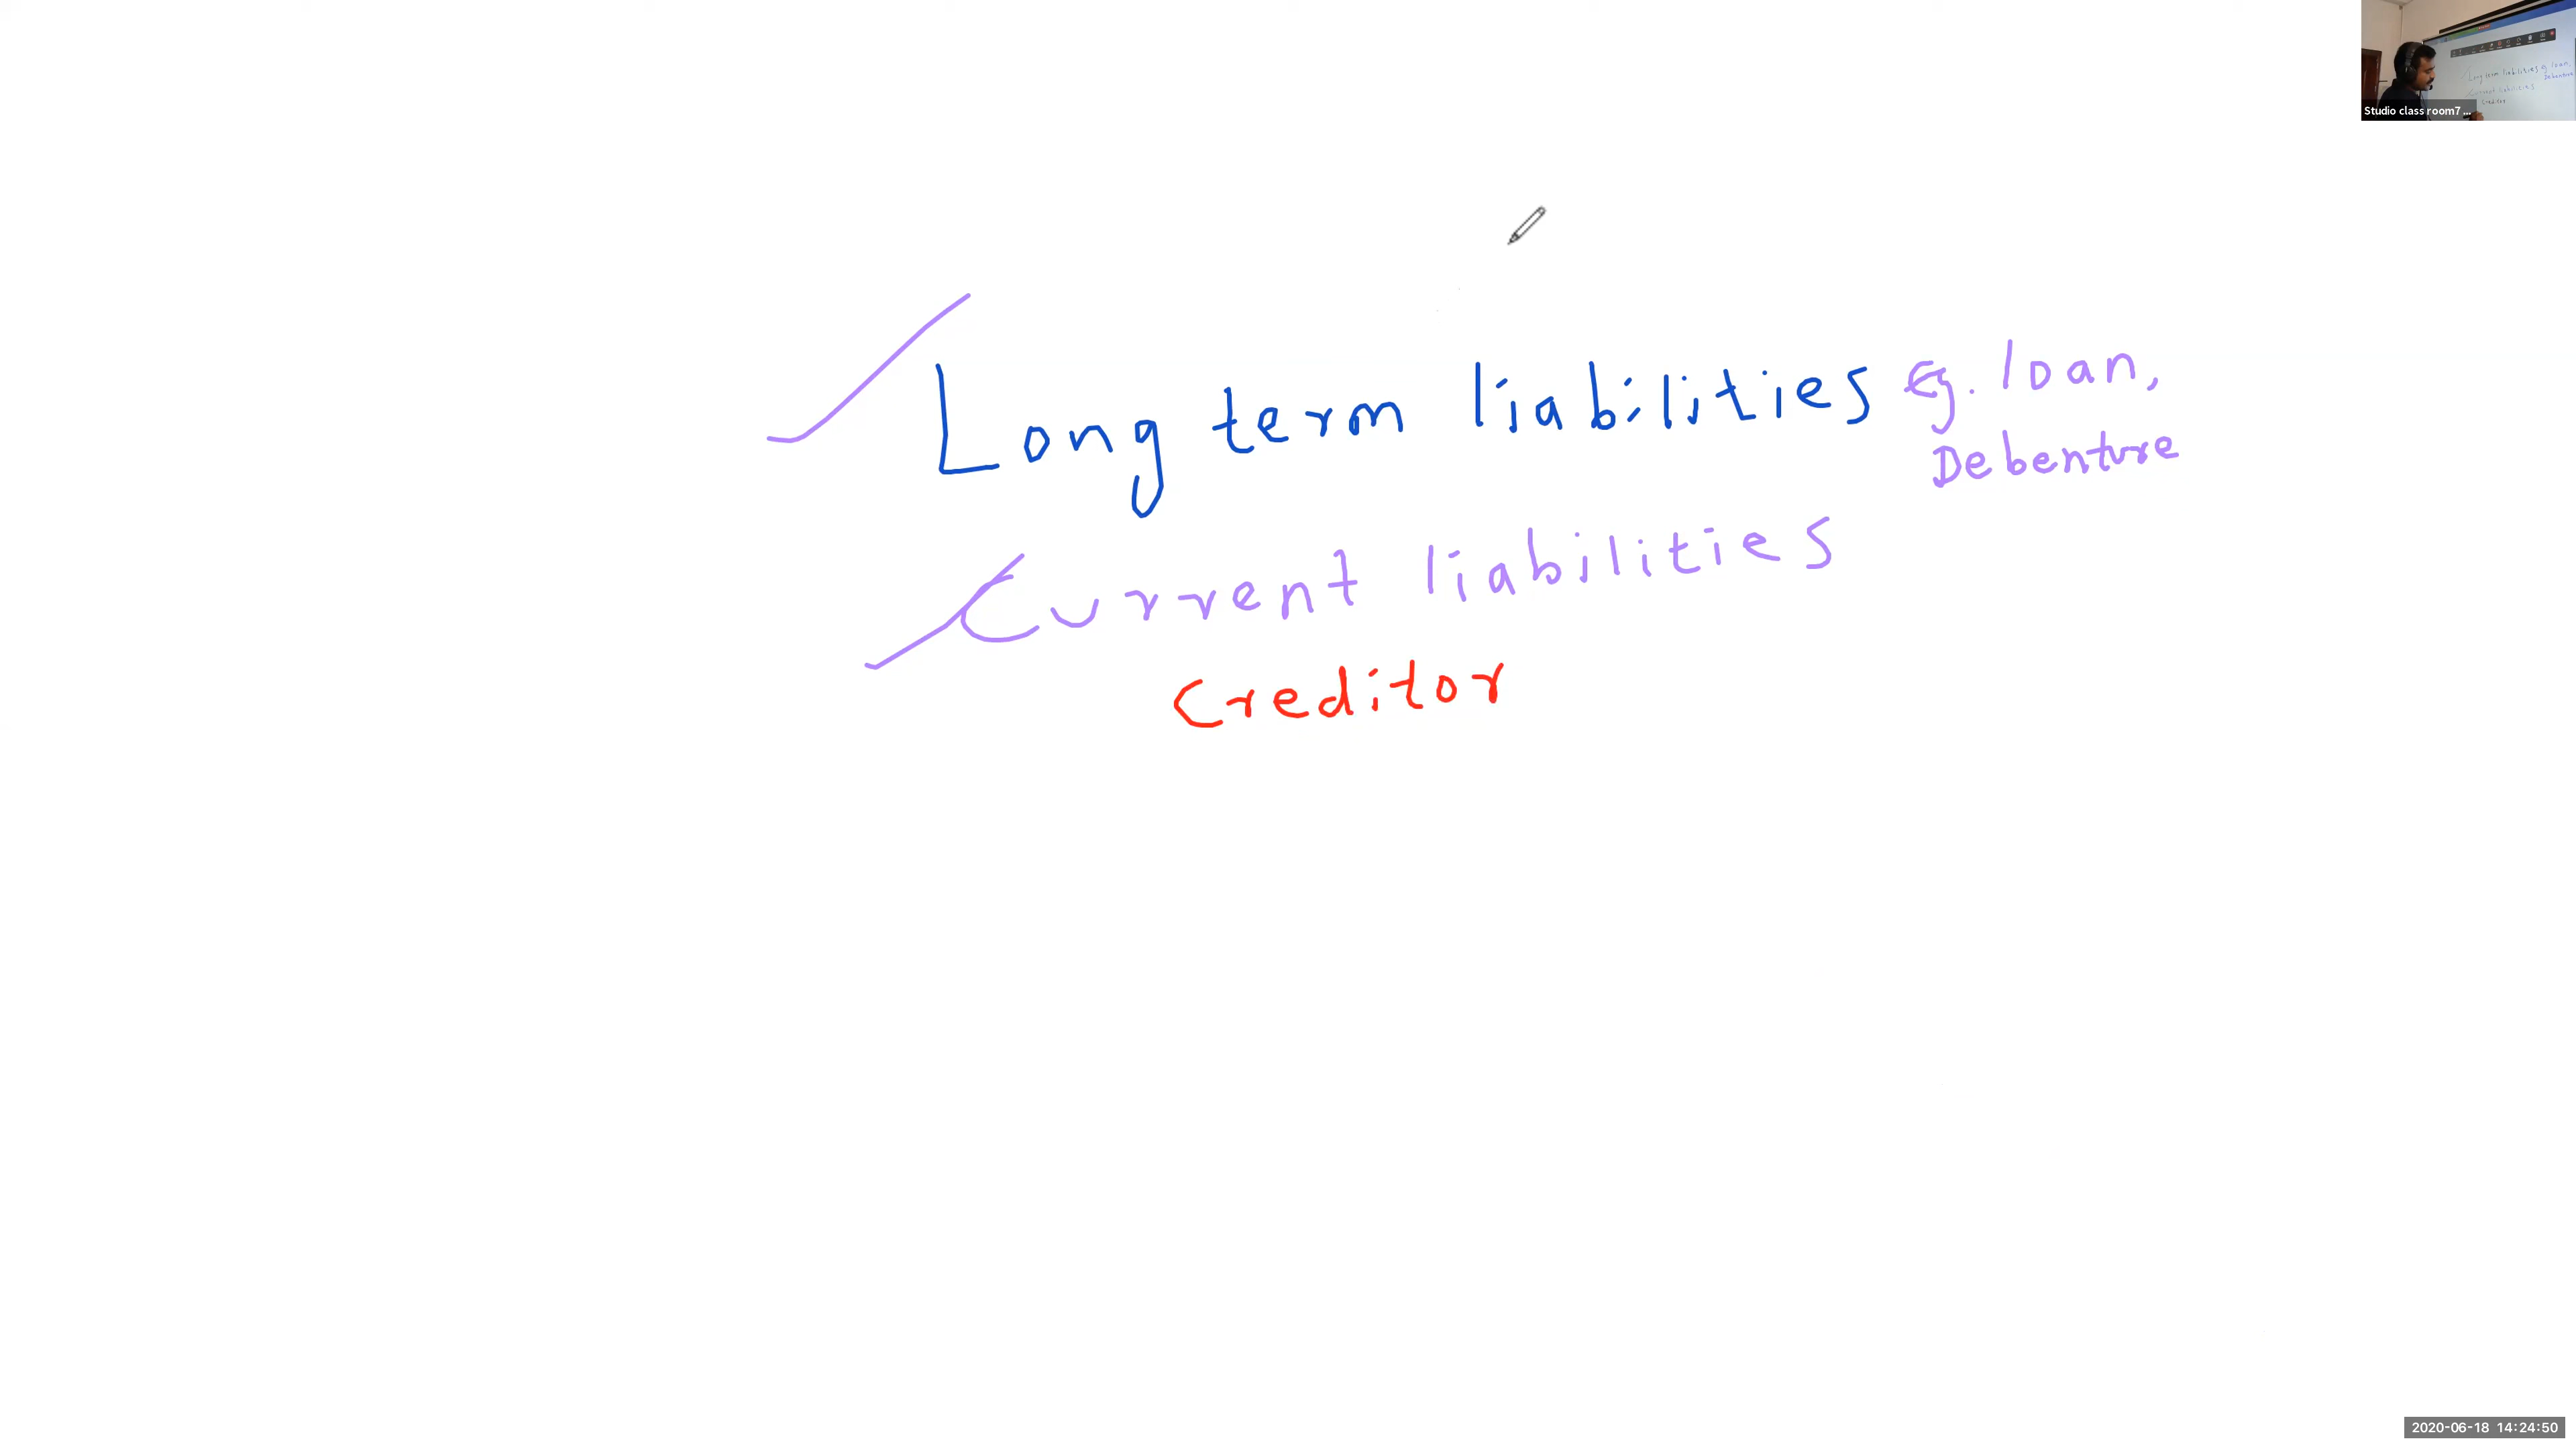 Studio class room7 ...
Long term liabilities Eg. loan,
Debenture
Current liabilities
Creditor
2020-06-18 14:24:50